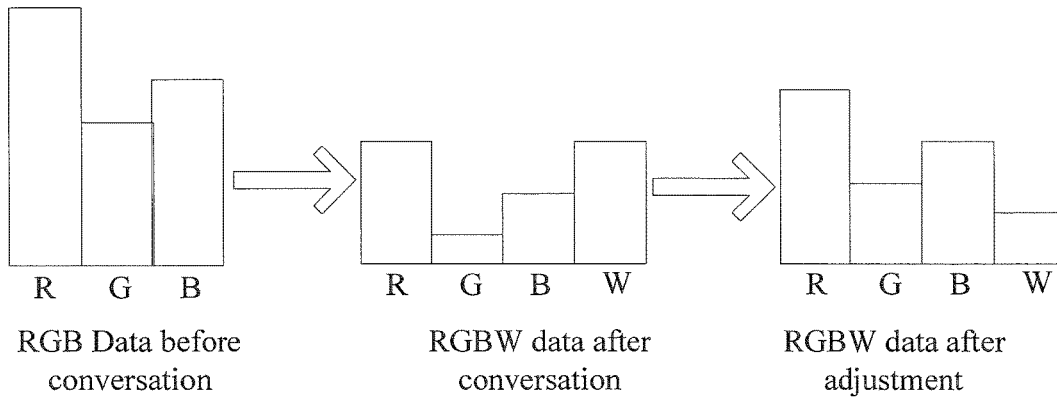 R G B
R G B W
R G B W
RGB Data before
conversation
RGBW data after
conversation
RGBW data after
adjustment